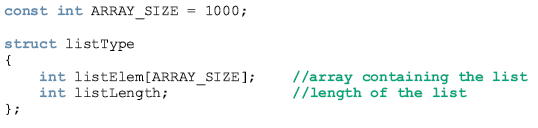 const int ARRAY_SIZE = 1000;
struct listType
{
int listElem[ARRAY_SIZE]; //array containing the list
int listLength; //length of the list
};